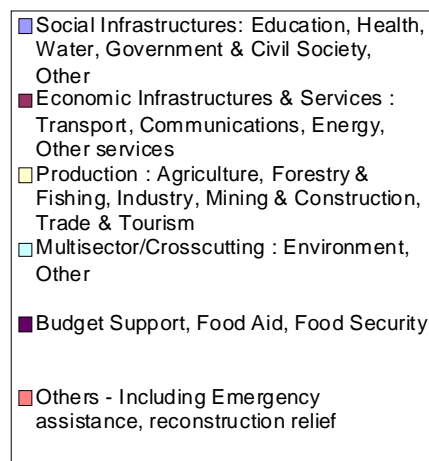 Social Infrastructures: Education, Health,
Water, Government & Civil Society,
Other
Economic Infrastructures & Services :
Transport, Communications, Energy,
Other services
Production : Agriculture, Forestry &
Fishing, Industry, Mining & Construction,
Trade & Tourism
Multisector/Crosscutting : Environment,
Other
Budget Support, Food Aid, Food Security
Others - Including Emergency
assistance, reconstruction relief